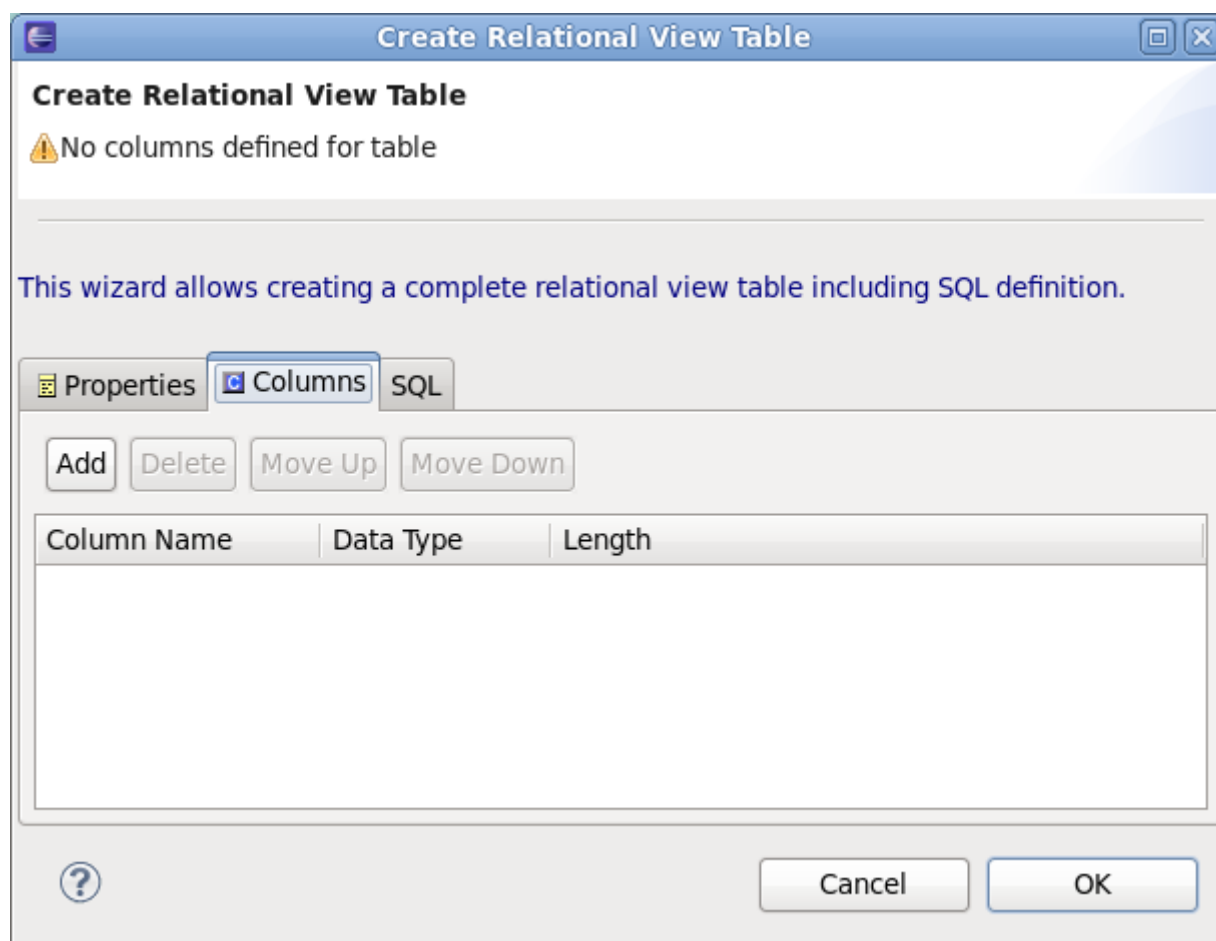 Create Relational View Table
Create Relational View Table
No columns defined for table
This wizard allows creating a complete relational view table including SQL definition.
Properties Columns SQL
Add Delete Move Up Move Down
Column Name Data Type Length
Cancel OK